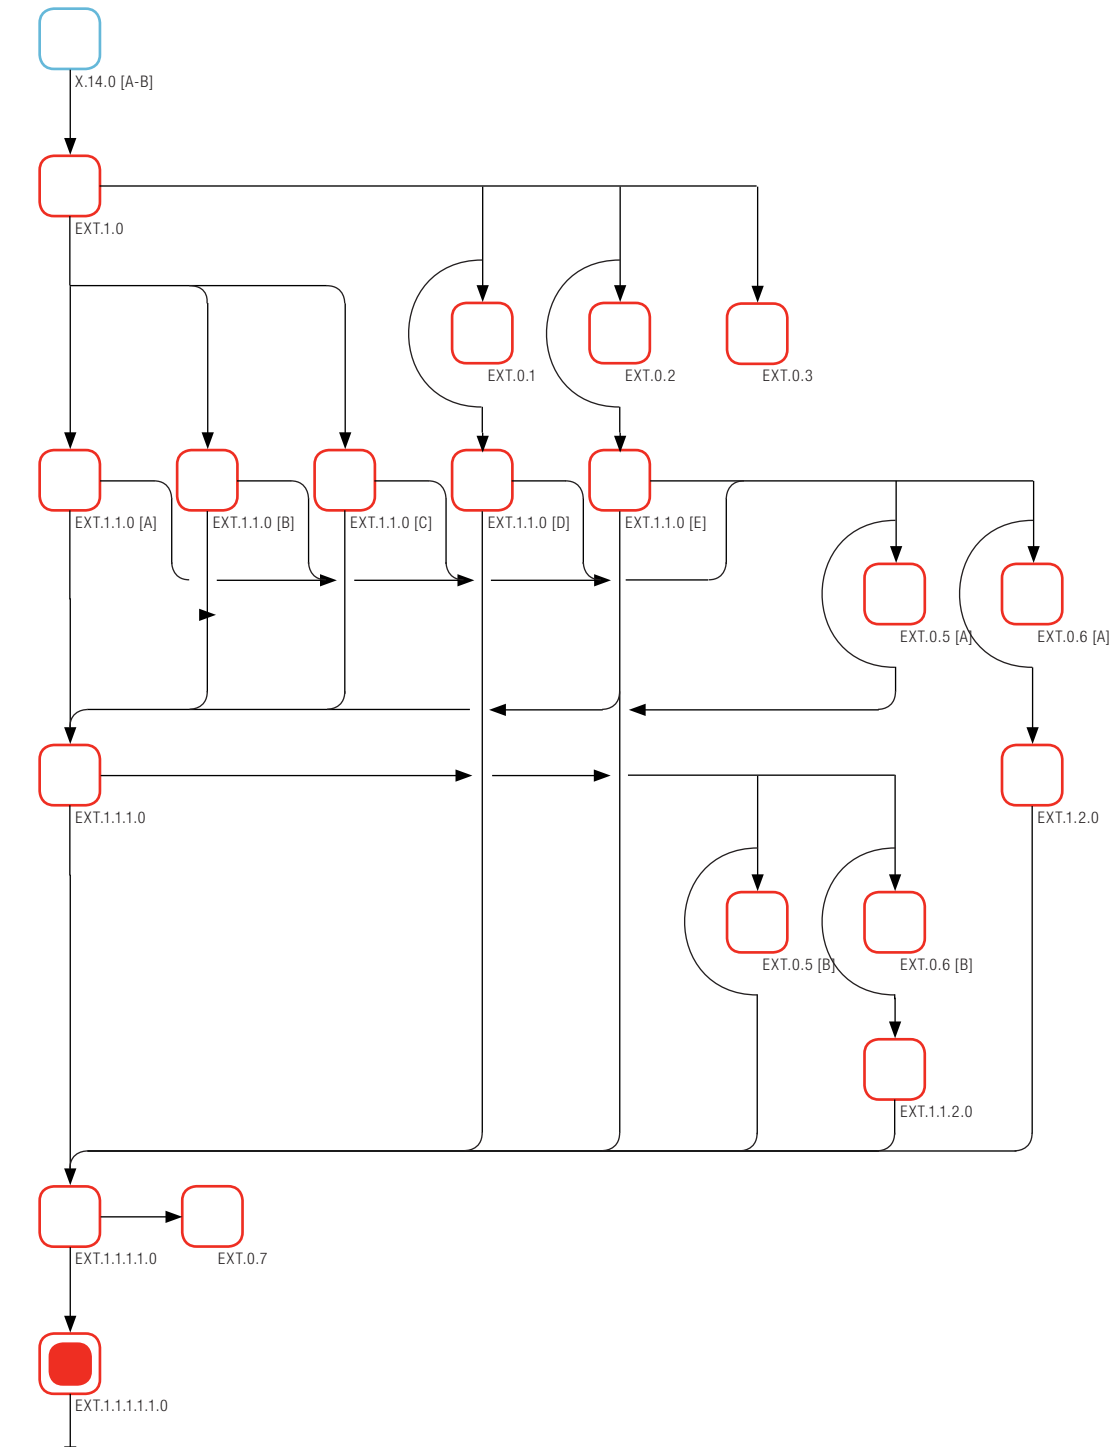 X.14.0 [A-B]
EXT.1.0
EXT.0.1
EXT.0.2
EXT.0.3
EXT.1.1.0 [A]
EXT.1.1.0 [B]
EXT.1.1.0 [C]
EXT.1.1.0 [D]
EXT.1.1.0 [E]
EXT.0.5 [A]
EXT.0.6 [A]
EXT.1.1.1.0
EXT.1.2.0
EXT.0.5 [B]
EXT.0.6 [B]
EXT.1.1.2.0
EXT.1.1.1.1.0
EXT.0.7
EXT.1.1.1.1.1.0